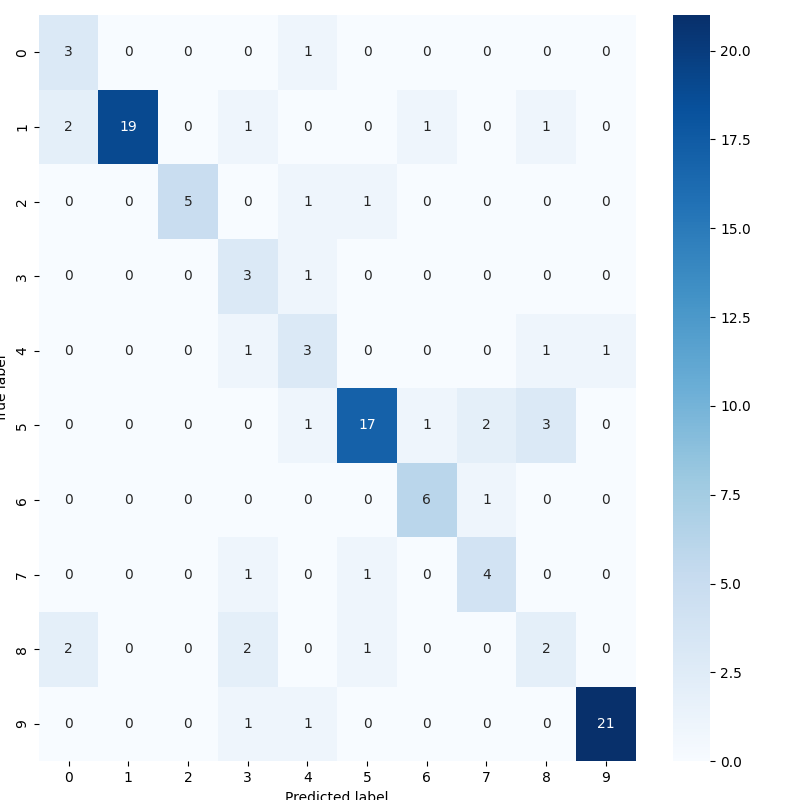 0 3 0 0 0 1 0 0 0 0 0
1 2 19 0 1 0 0 1 0 1 0
2 0 0 5 0 1 1 0 0 0 0
3 0 0 0 3 1 0 0 0 0 0
4 0 0 0 1 3 0 0 0 1 1
5 0 0 0 0 1 17 1 2 3 0
6 0 0 0 0 0 0 6 1 0 0
7 0 0 0 1 0 1 0 4 0 0
8 2 0 0 2 0 1 0 0 2 0
9 0 0 0 1 1 0 0 0 0 21
0 1 2 3 4 5 6 7 8 9
Predicted label
True label
20.0
17.5
15.0
12.5
10.0
7.5
5.0
2.5
0.0